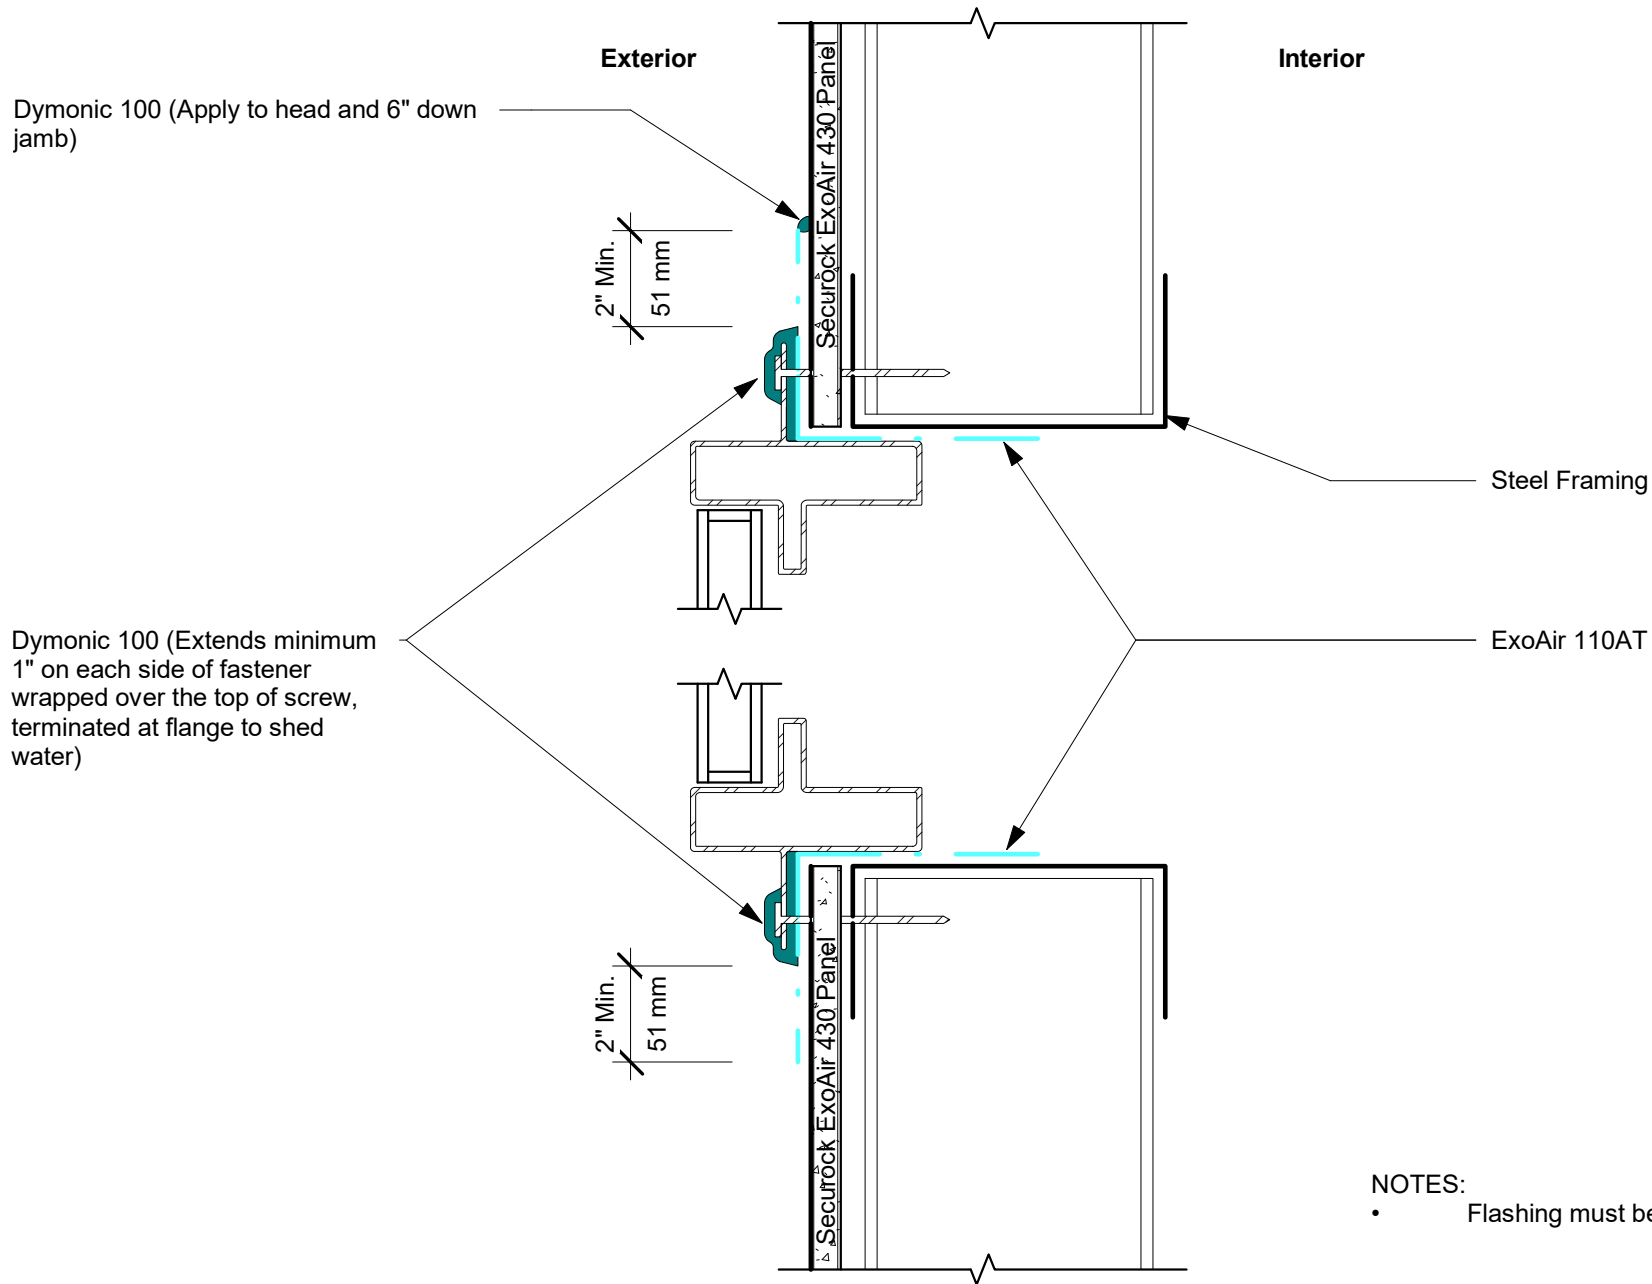 Exterior
Interior
Dymonic 100 (Apply to head and 6" down
jamb)
Securock ExoAir 430 Panel
2" Min.
51 mm
Steel Framing
ExoAir 110AT
Dymonic 100 (Extends minimum
1" on each side of fastener
wrapped over the top of screw,
terminated at flange to shed
water)
2" Min.
51 mm
Securock ExoAir 430 Panel
NOTES:
• Flashing must be